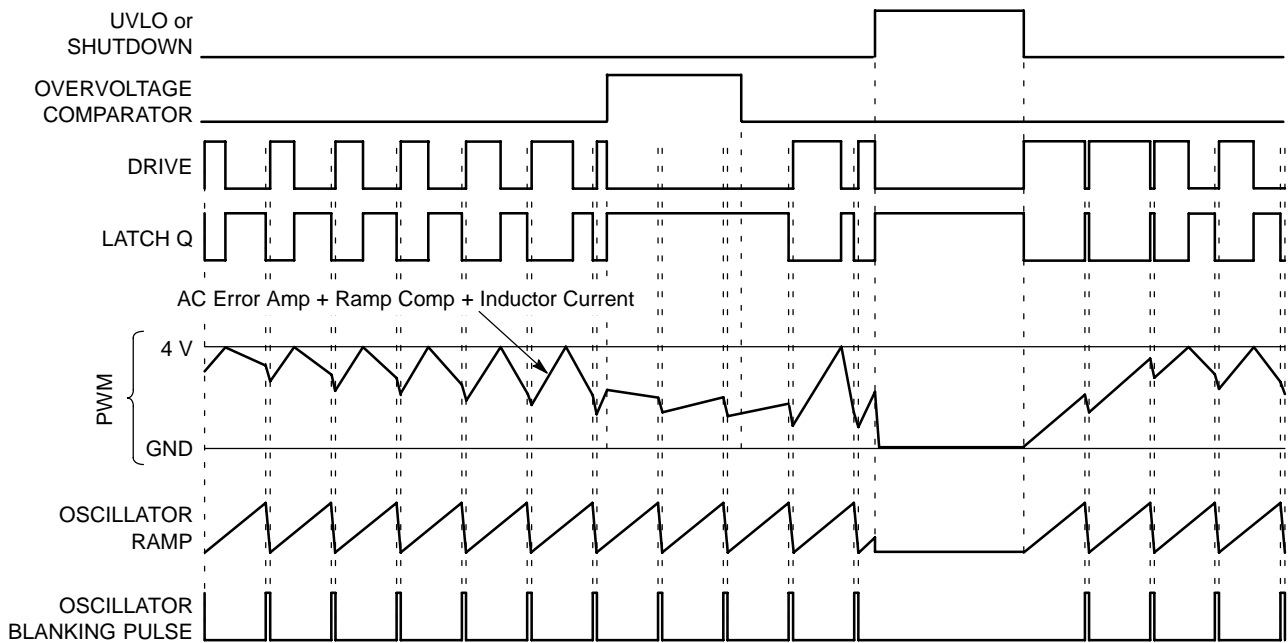 UVLO or
SHUTDOWN
OVERVOLTAGE
COMPARATOR
DRIVE
LATCH Q
AC Error Amp + Ramp Comp + Inductor Current
PWM
4 V
GND
OSCILLATOR
RAMP
OSCILLATOR
BLANKING PULSE